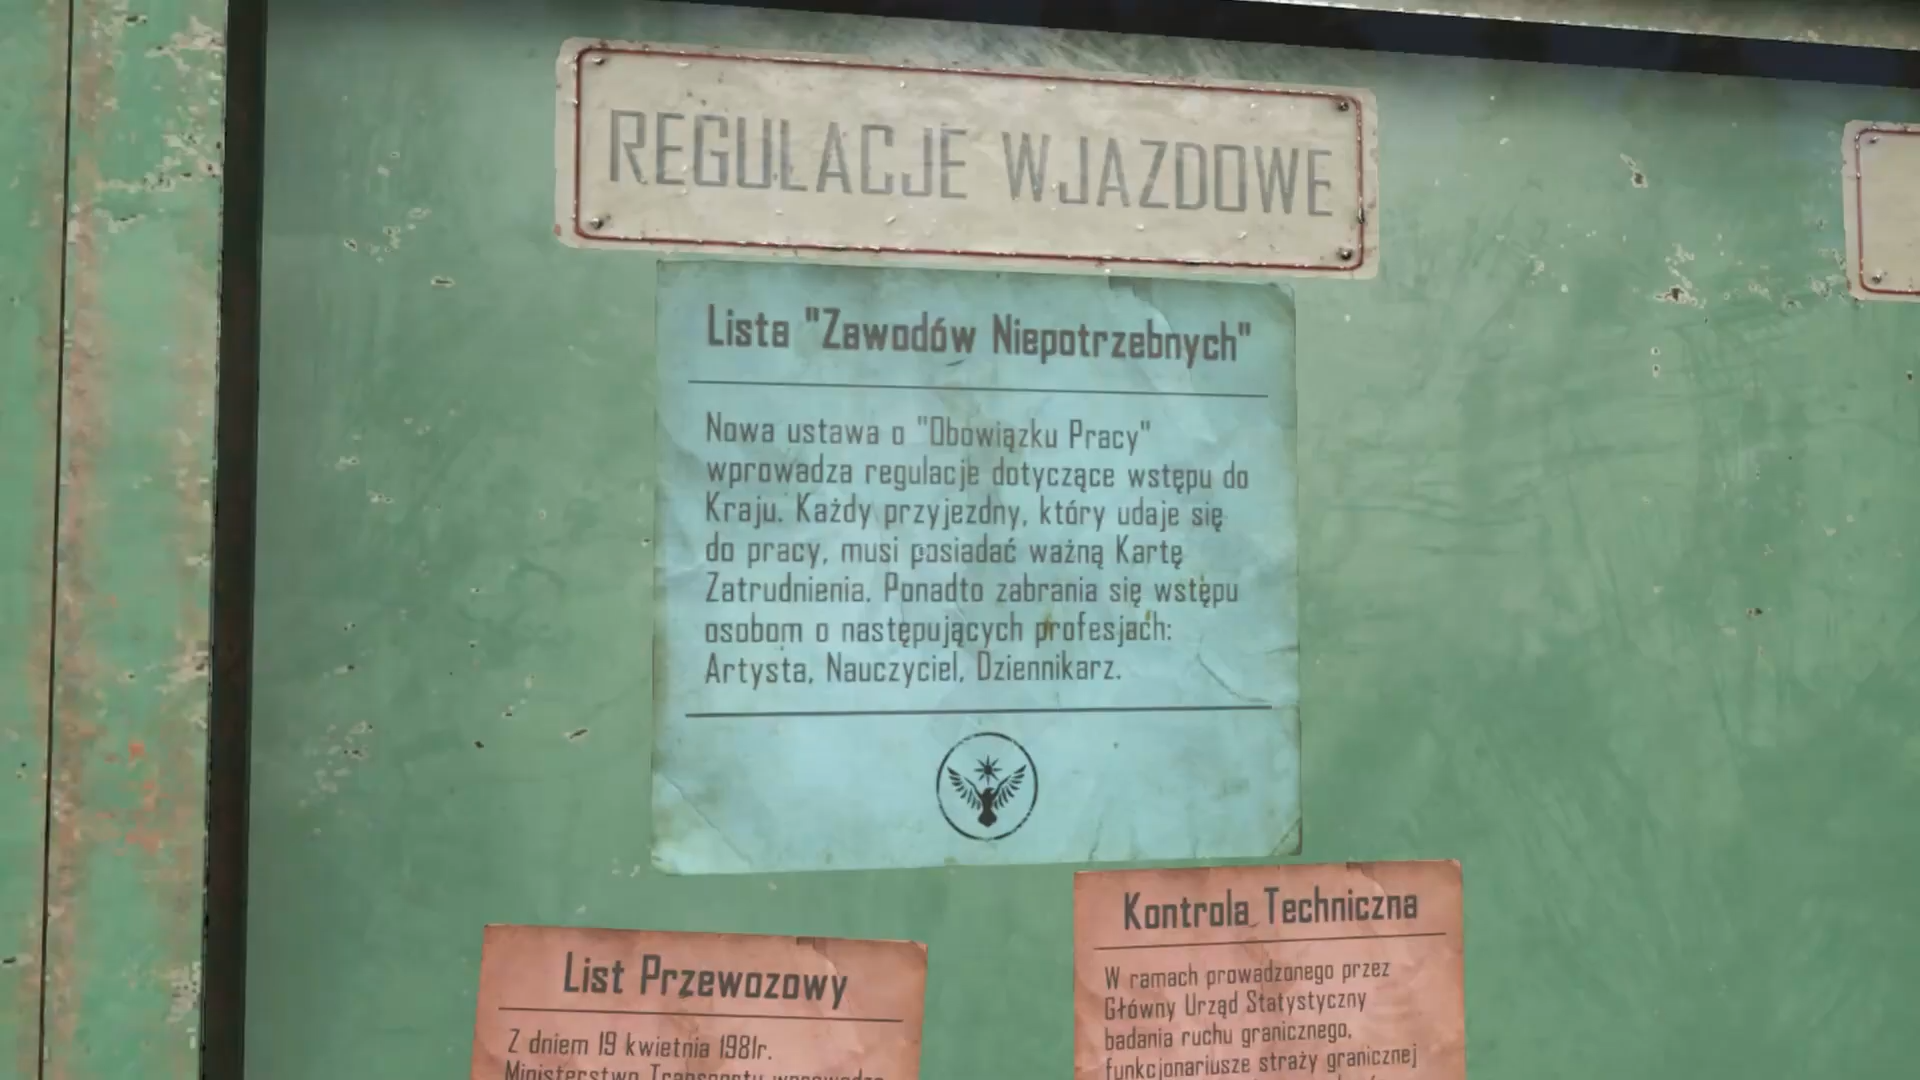 REGULACJE WJAZDOWE
Lista "Zawodów Niepotrzebnych"
Nowa ustawa o "Obowiązku Pracy"
wprowadza regulacje dotyczące wstępu do
Kraju. Każdy przyjezdny, który udaje się
do pracy, musi posiadać ważną Kartę
Zatrudnienia. Ponadto zabrania się wstępu
osobom o następujących profesjach:
Artysta, Nauczyciel, Dziennikarz.
List Przewozowy
Z dniem 19 kwietnia 1981r.
Ministerstwo Transportu wprowadza
Kontrola Techniczna
W ramach prowadzonego przez
Główny Urząd Statystyczny
badania ruchu granicznego,
funkcjonariusze straży granicznej